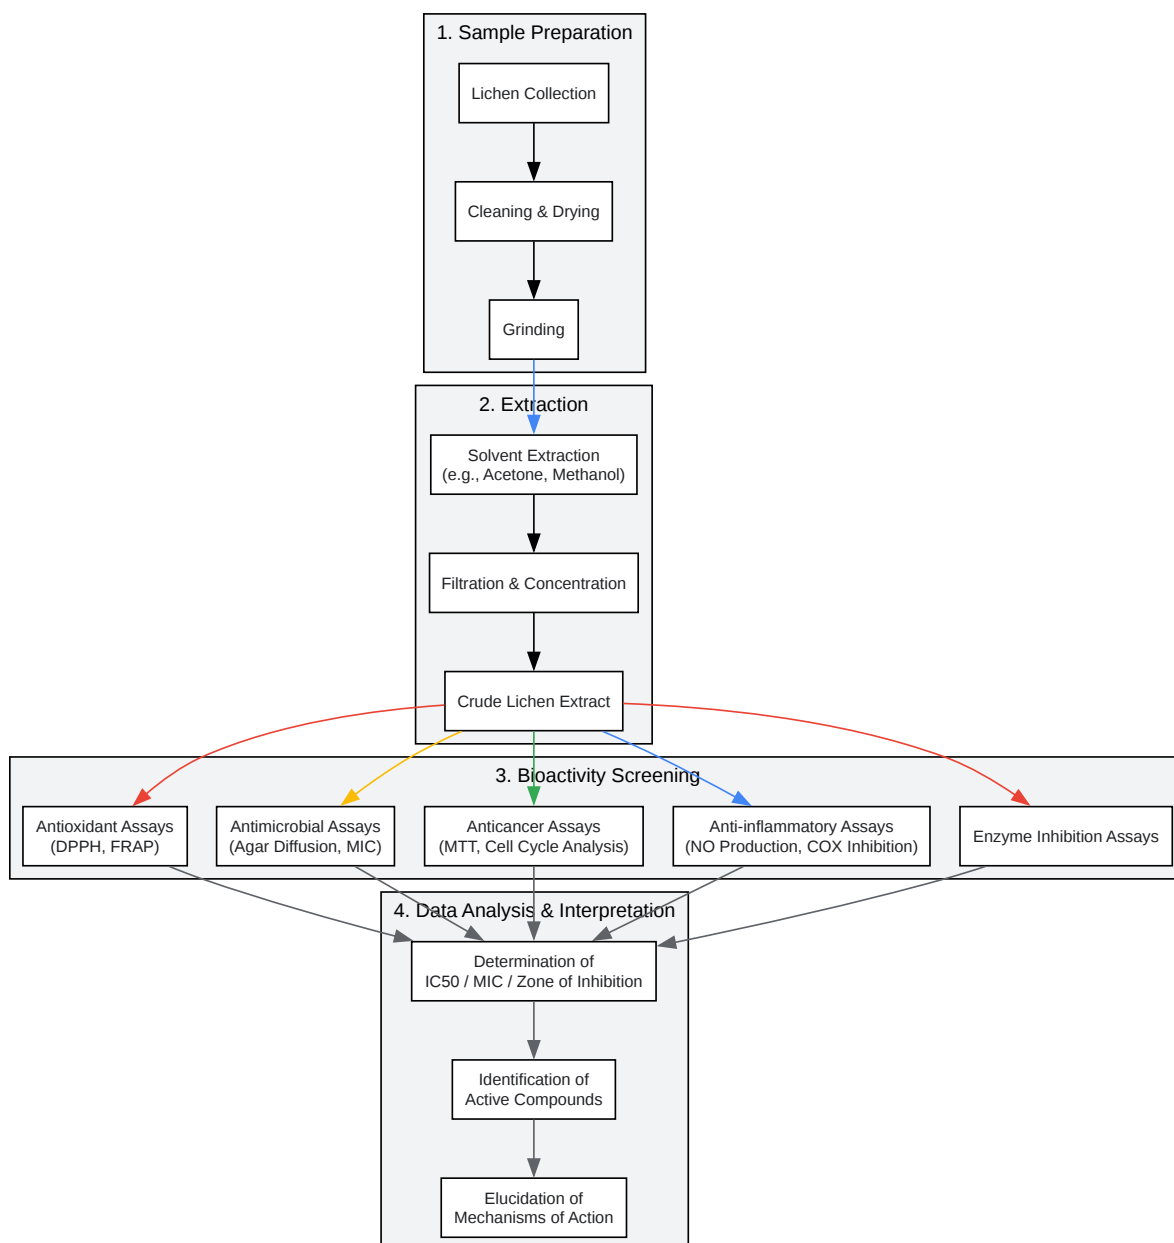 1. Sample Preparation
Lichen Collection
Cleaning & Drying
Grinding
2. Extraction
Solvent Extraction
(e.g., Acetone, Methanol)
Filtration & Concentration
Crude Lichen Extract
3. Bioactivity Screening
Antioxidant Assays
(DPPH, FRAP)
Antimicrobial Assays
(Agar Diffusion, MIC)
Anticancer Assays
(MTT, Cell Cycle Analysis)
Anti-inflammatory Assays
(NO Production, COX Inhibition)
Enzyme Inhibition Assays
4. Data Analysis & Interpretation
Determination of
IC50 / MIC / Zone of Inhibition
Identification of
Active Compounds
Elucidation of
Mechanisms of Action